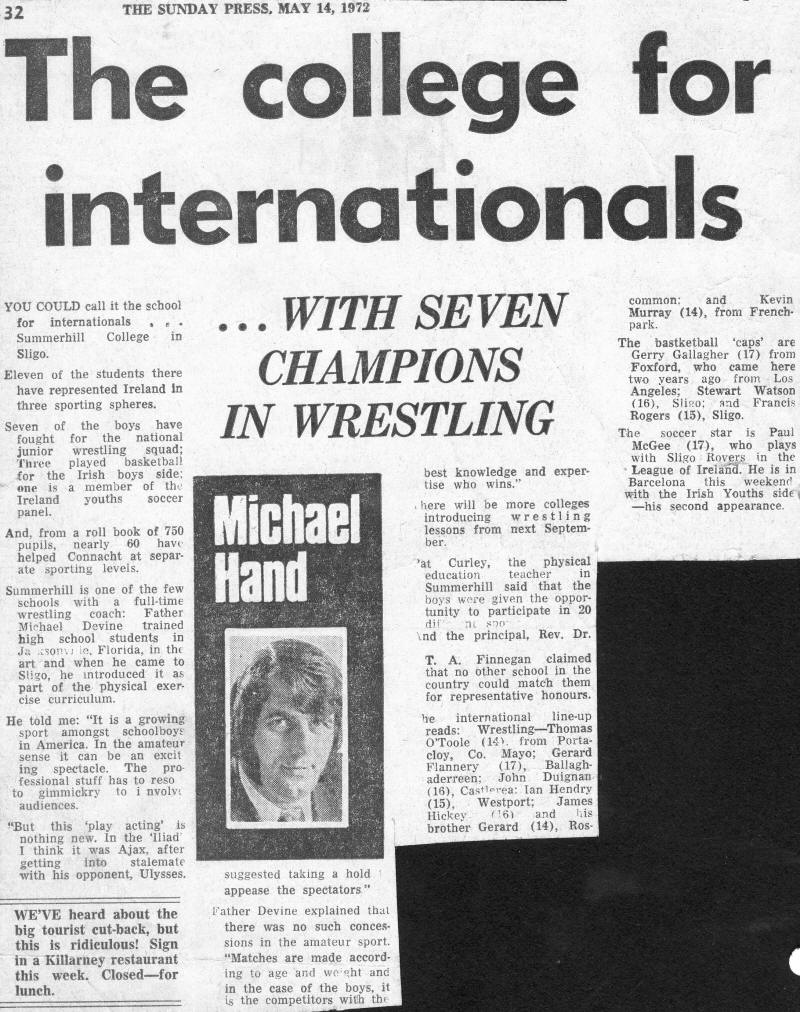 32
THE SUNDAY PRESS, MAY 14, 1972
The college for
internationals
... WITH SEVEN
CHAMPIONS
IN WRESTLING
YOU COULD call it the school
for internationals . . .
Summerhill College in
Sligo.
Eleven of the students there
have represented Ireland in
three sporting spheres.
Seven of the boys have
fought for the national
junior wrestling squad;
Three played basketball
for the Irish boys side;
one is a member of the
Ireland youths soccer
panel.
And, from a roll book of 750
pupils, nearly 60 have
helped Connacht at separ-
ate sporting levels.
Summerhill is one of the few
schools with a full-time
wrestling coach: Father
Michael Devine trained
high school students in
Florida, in the
art and when he came to
Sligo, he introduced it as
part of the physical exer-
cise curriculum.
He told me: "It is a growing
sport amongst schoolboys
in America. In the amateur
sense it can be an excit
ing spectacle. The pro-
fessional stuff has to reso
to gimmickry to involve
audiences.
"But this 'play acting' is
nothing new. In the 'Iliad'
I think it was Ajax, after
getting into stalemate
with his opponent, Ulysses.
WE'VE heard about the
big tourist cut-back, but
this is ridiculous! Sign
in a Killarney restaurant
this week. Closed—for
lunch.
Michael
Hand
suggested taking a hold
appease the spectators"
Father Devine explained that
there was no such conces-
sions in the amateur sport.
"Matches are made accord-
ing to age and weight and
in the case of the boys, it
is the competitors with the
best knowledge and exper-
tise who wins."
here will be more colleges
introducing wrestling
lessons from next Septem-
ber.
'at Curley, the physical
education teacher in
Summerhill said that the
boys were given the oppor-
tunity to participate in 20
And the principal, Rev. Dr.
T. A. Finnegan claimed
that no other school in the
country could match them
for representative honours.
he international line-up
reads: Wrestling—Thomas
O'Toole (14), from Porta-
cloy, Co. Mayo; Gerard
Flannery (17), Ballagh-
aderreen; John Duignan
(16), Castlerea; Ian Hendry
(15), Westport; James
Hickey (16) and his
brother Gerard (14), Ros-
common; and Kevin
Murray (14), from French-
park.
The bastketball 'caps' are
Gerry Gallagher (17) from
Foxford, who came here
two years ago from Los
Angeles; Stewart Watson
(16), Sligo; and Francis
Rogers (15), Sligo.
The soccer star is Paul
McGee (17), who plays
with Sligo Rovers in the
League of Ireland. He is in
Barcelona this weekend
with the Irish Youths side
—his second appearance.